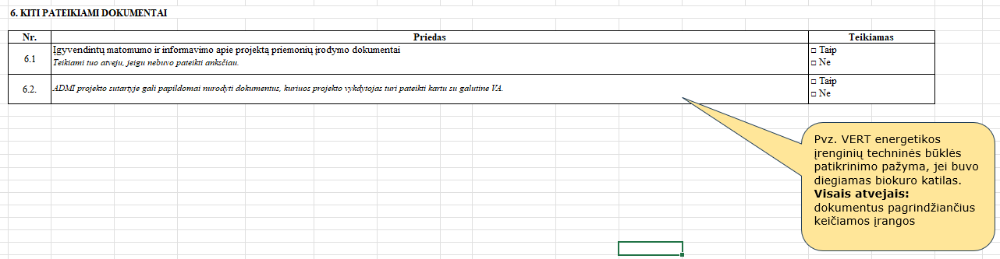 6. KITI PATEIKIAMI DOKUMENTAI
Nr. Priedas Teikiamas
6.1 Įgyvendintų matomumo ir informavimo apie projektą priemonių įrodymo dokumentai
Teikiami tuo atveju, jeigu nebuvo pateikti anksčiau.
□ Taip
□ Ne
6.2. ADMI projekto sutartyje gali papildomai nurodyti dokumentus, kuriuos projekto vykdytojas turi pateikti kartu su galutine VA.
□ Taip
□ Ne
Pvz. VERT energetikos
įrenginių techninės būklės
patikrinimo pažyma, jei buvo
diegiamas biokuro katilas.
Visais atvejais:
dokumentus pagrindžiančius
keičiamos įrangos